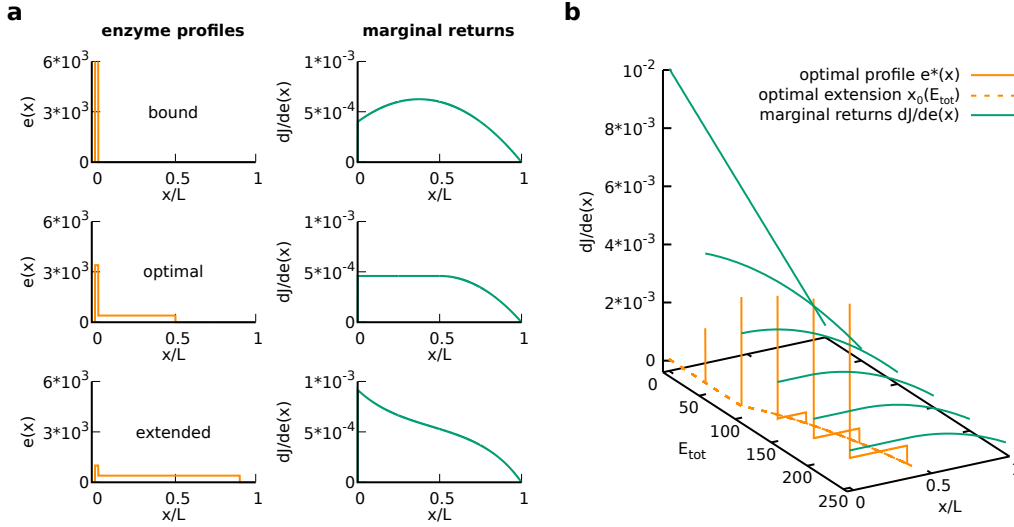 a
enzyme profiles
marginal returns
6*10^3
3*10^3
0
e(x)
bound
0
0.5
1
x/L
1*10^-3
5*10^-4
0
dJ/de(x)
0
0.5
1
x/L
6*10^3
3*10^3
0
e(x)
optimal
0
0.5
1
x/L
1*10^-3
5*10^-4
0
dJ/de(x)
0
0.5
1
x/L
6*10^3
3*10^3
0
e(x)
extended
0
0.5
1
x/L
1*10^-3
5*10^-4
0
dJ/de(x)
0
0.5
1
x/L
b
optimal profile e*(x)
optimal extension x_0(E_tot)
marginal returns dJ/de(x)
10^-2
8*10^-3
6*10^-3
4*10^-3
2*10^-3
0
dJ/de(x)
0
50
100
150
200
250
E_tot
0
0.5
1
x/L